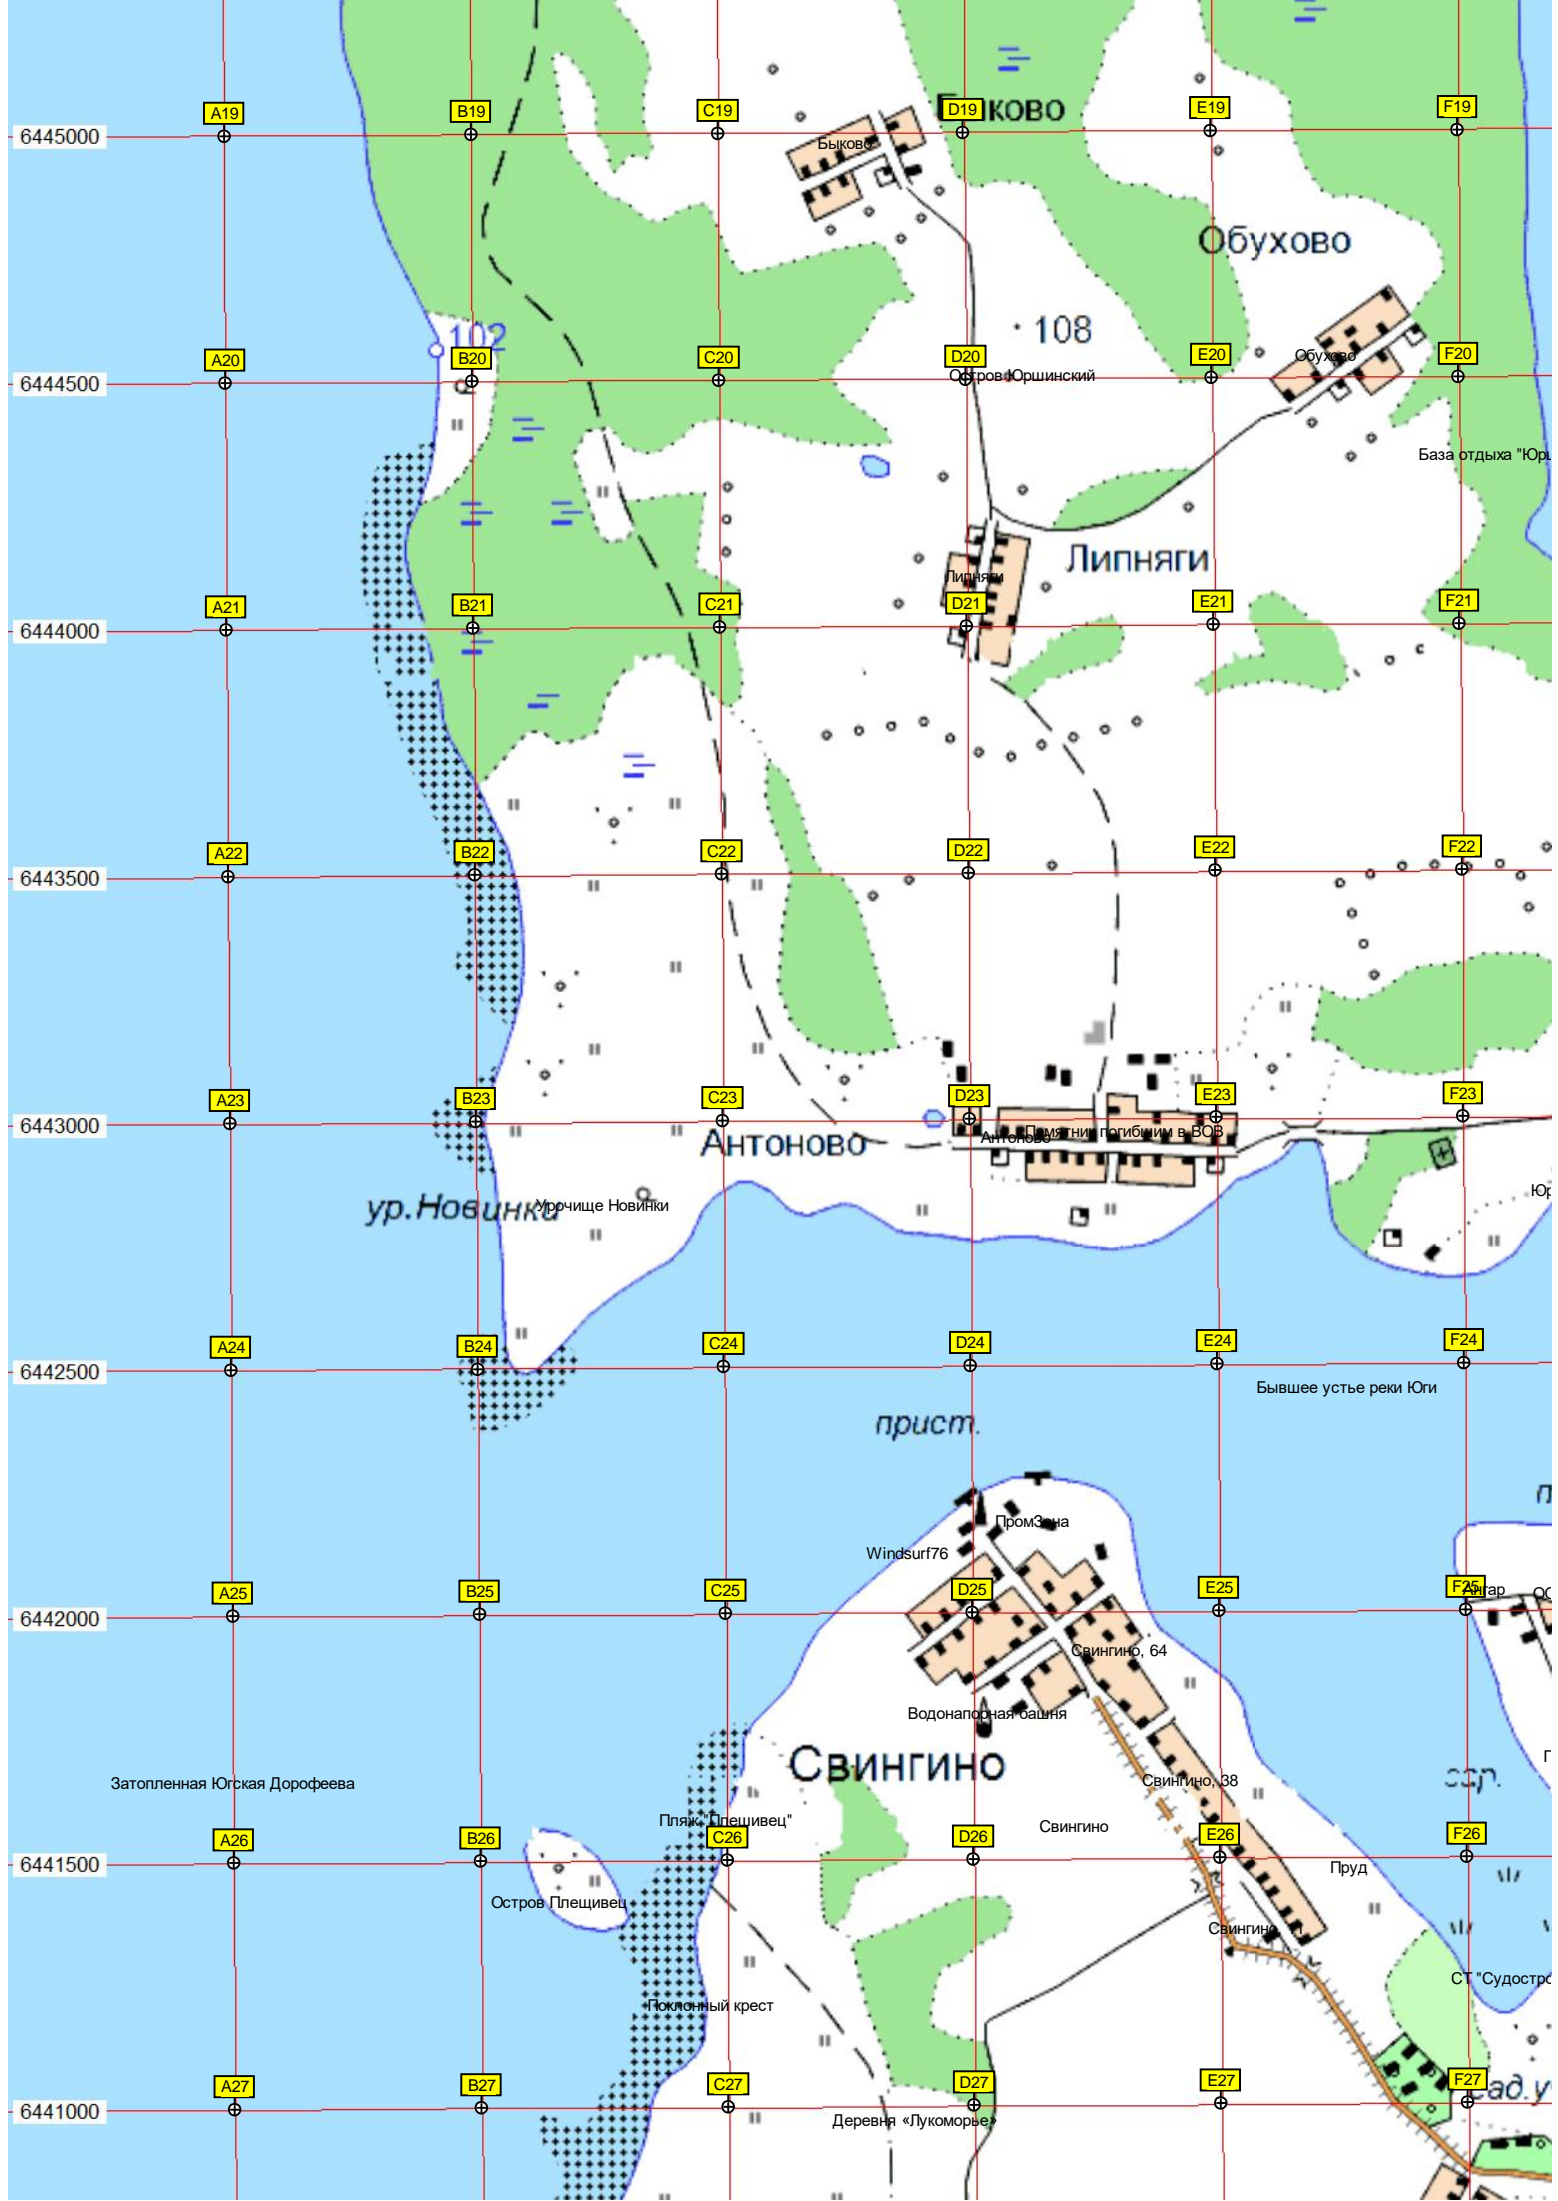 A19
B19
C19
D19
E19
F19
6445000
Быково
Обухово
102
108
A20
B20
C20
D20
E20
F20
6444500
Обухово
Остров Юршинский
База отдыха "Юрш
Липняги
Липняги
A21
B21
C21
D21
E21
F21
6444000
A22
B22
C22
D22
E22
F22
6443500
A23
B23
C23
D23
E23
F23
6443000
Антоново
Антоново
Памятник погибшим в ВОВ
ур.Новинки
Урочище Новинки
Юр
A24
B24
C24
D24
E24
F24
6442500
Бывшее устье реки Юги
прист.
ПромЗона
Windsurf76
A25
B25
C25
D25
E25
F25
Ангар
6442000
Свингино, 64
Водонапорная башня
Свингино
Затопленная Югская Дорофеева
Свингино, 38
Пляж "Плешивец"
Свингино
A26
B26
C26
D26
E26
F26
6441500
Пруд
Остров Плещивец
Свингино,
СТ "Судостро
Поклонный крест
A27
B27
C27
D27
E27
F27
Сад.у
6441000
Деревня «Лукоморье»